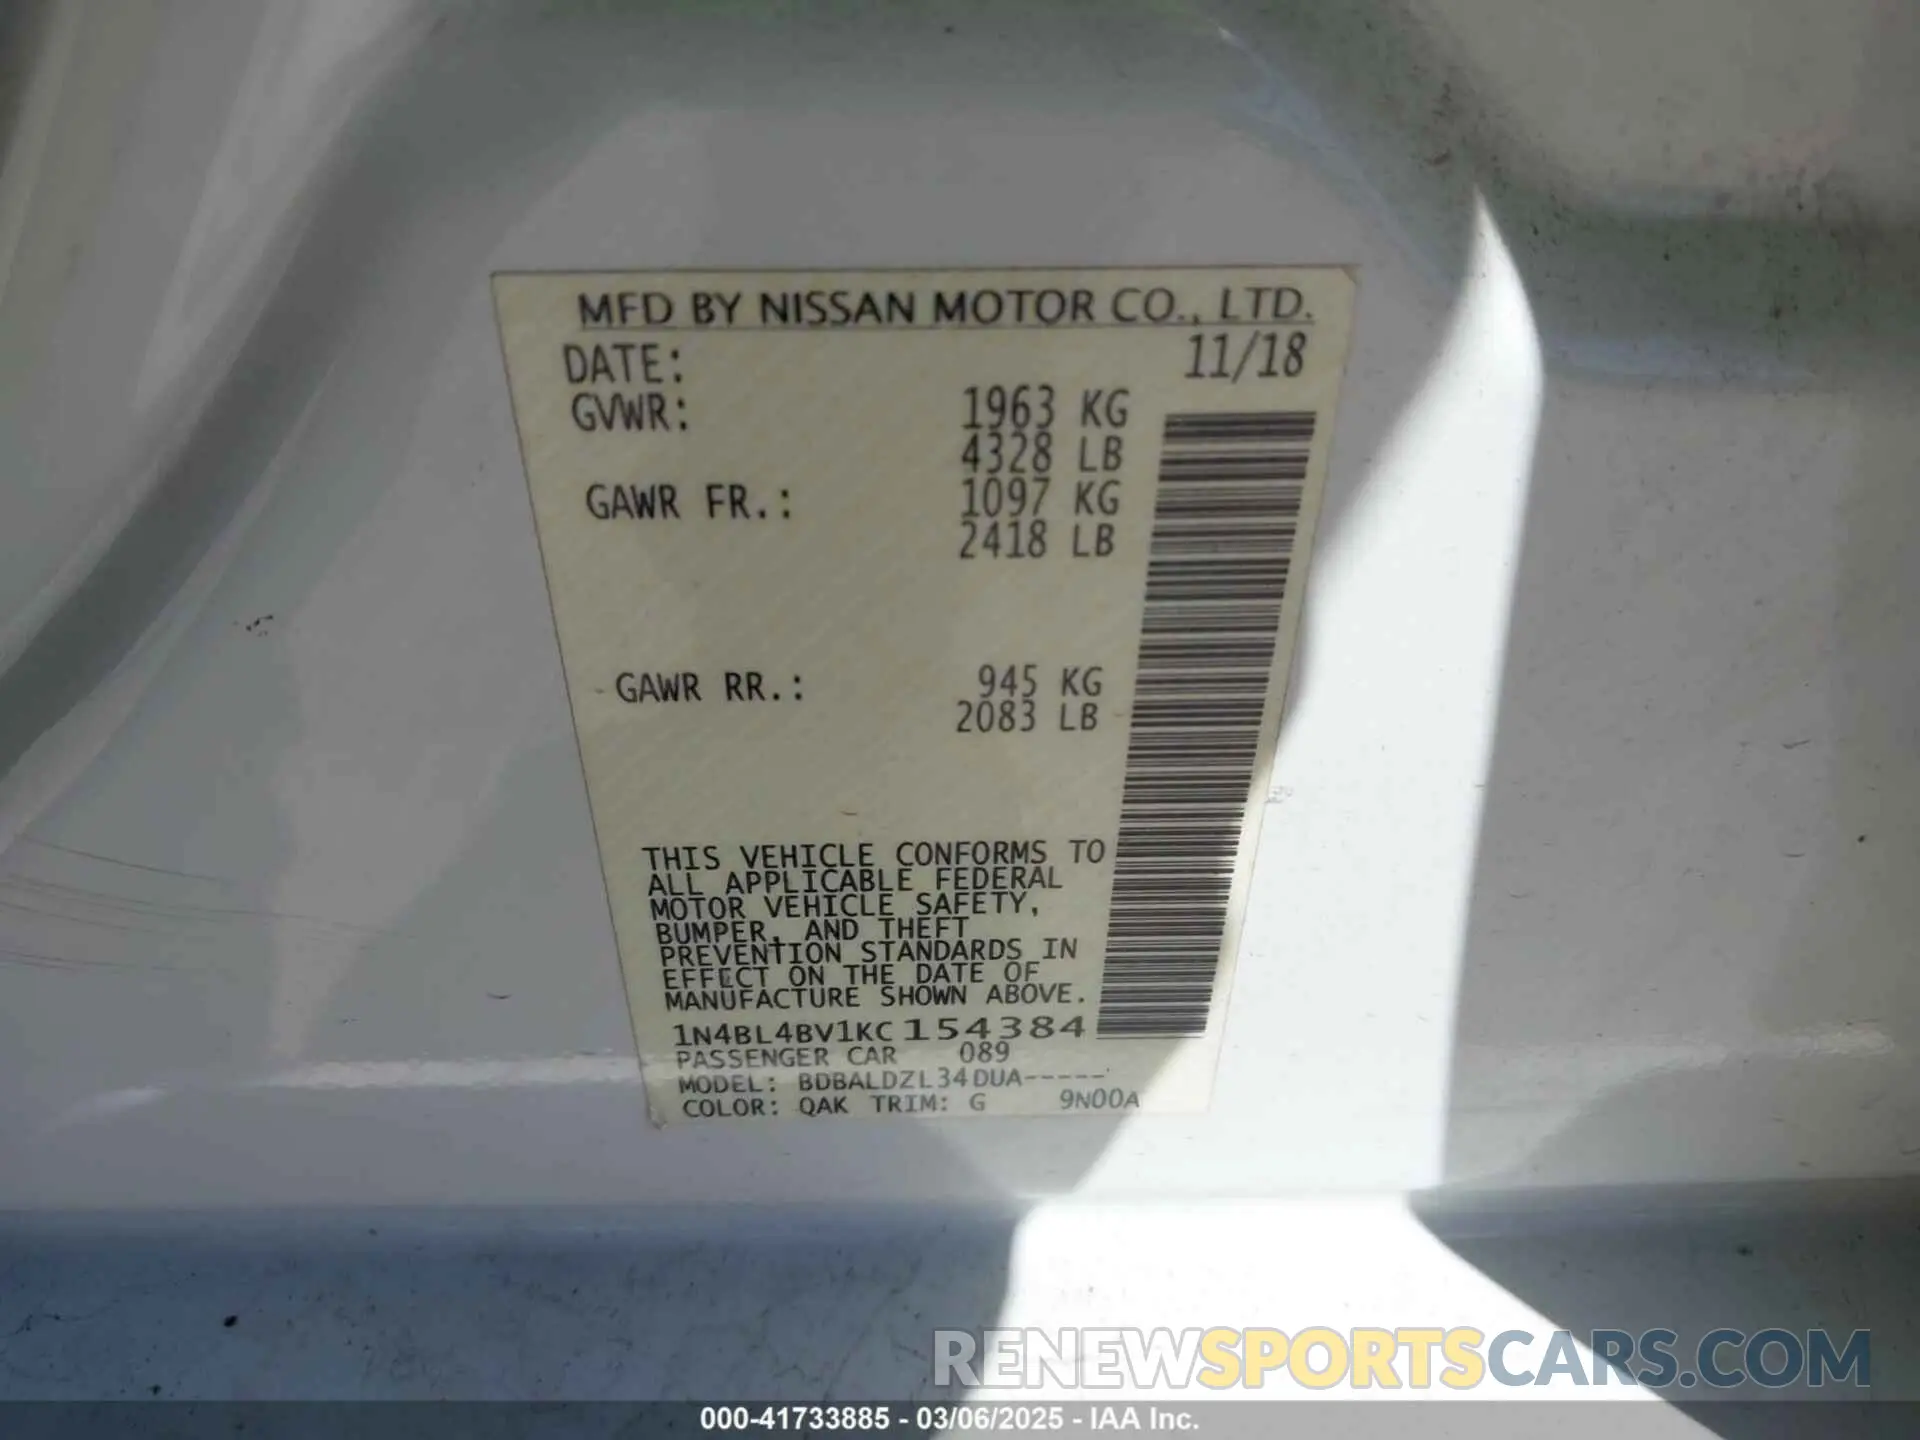 MFD BY NISSAN MOTOR CO., LTD.
DATE: 11/18
GVWR: 1963 KG
4328 LB
GAWR FR.: 1097 KG
2418 LB
GAWR RR.: 945 KG
2083 LB
THIS VEHICLE CONFORMS TO
ALL APPLICABLE FEDERAL
MOTOR VEHICLE SAFETY,
BUMPER, AND THEFT
PREVENTION STANDARDS IN
EFFECT ON THE DATE OF
MANUFACTURE SHOWN ABOVE.
1N4BL4BV1KC154384
PASSENGER CAR 089
MODEL: BDBALDZL34DUA-----
COLOR: QAK TRIM: G 9N00A
RENEWSPORTSCARS.COM
000-41733885 - 03/06/2025 - IAA Inc.